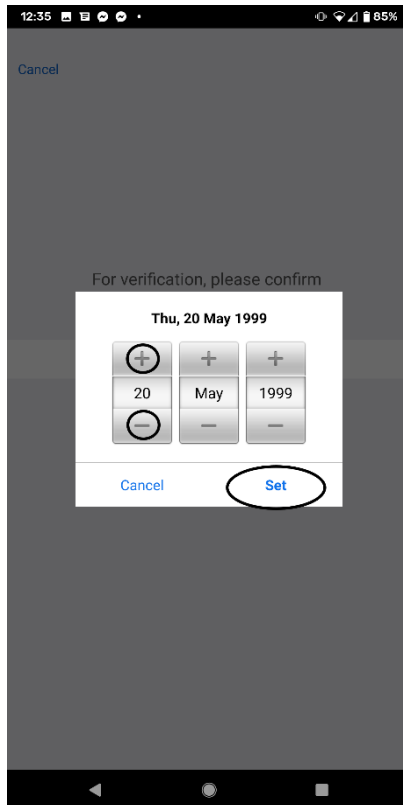 12:35
85%
Cancel
For verification, please confirm
Thu, 20 May 1999
+ + +
20 May 1999
− − −
Cancel Set